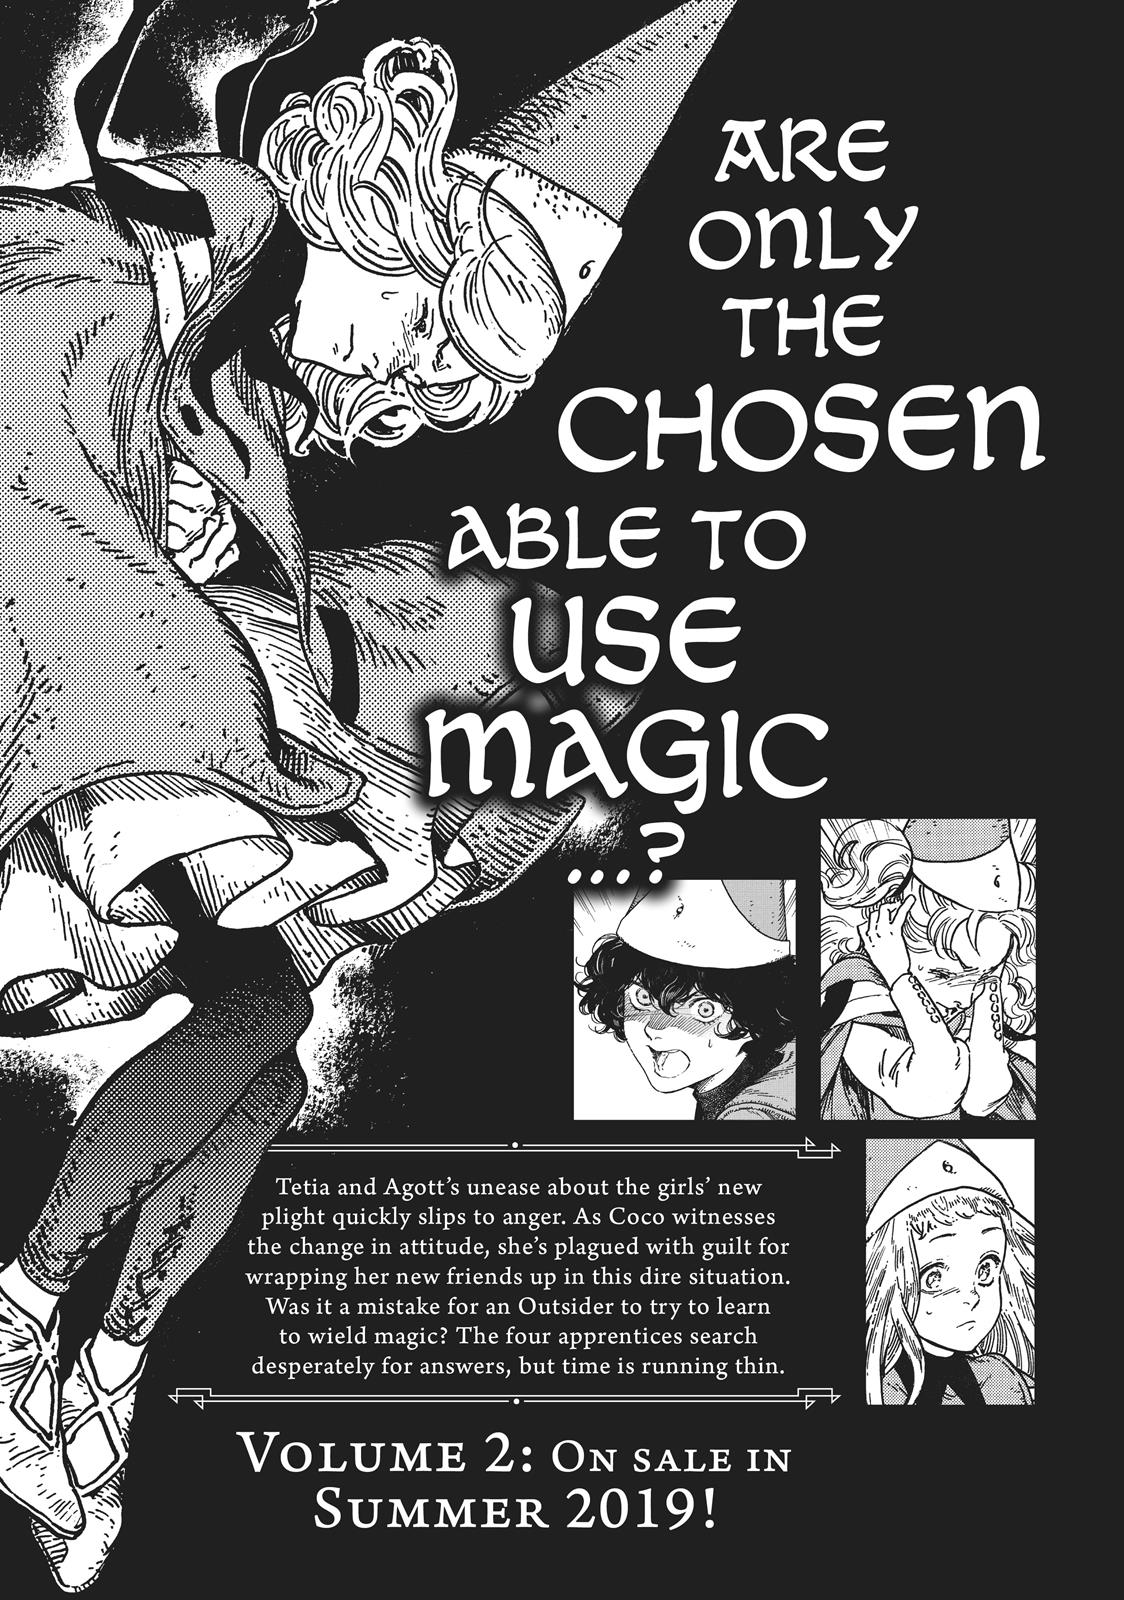 ARE
ONLY
THE
CHOSEN
ABLE TO
USE
MAGIC
...?
Tetia and Agott's unease about the girls' new
plight quickly slips to anger. As Coco witnesses
the change in attitude, she's plagued with guilt for
wrapping her new friends up in this dire situation.
Was it a mistake for an Outsider to try to learn
to wield magic? The four apprentices search
desperately for answers, but time is running thin.
VOLUME 2: ON SALE IN
SUMMER 2019!